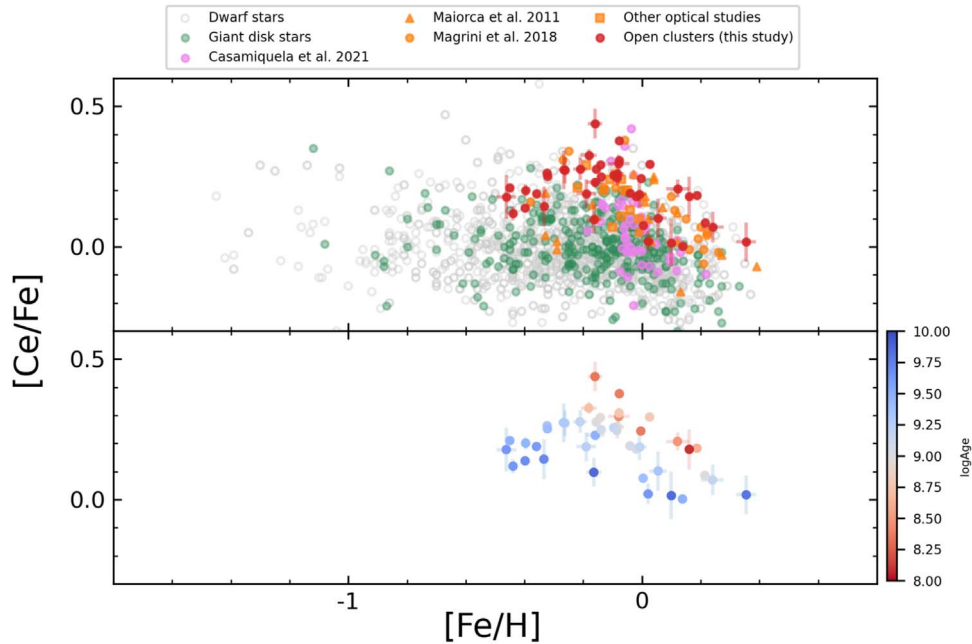 Dwarf stars
Giant disk stars
Casamiquela et al. 2021
Maiorca et al. 2011
Magrini et al. 2018
Other optical studies
Open clusters (this study)
[Ce/Fe]
0.5
0.0
0.5
0.0
-1
0
[Fe/H]
10.00
9.75
9.50
9.25
9.00
8.75
8.50
8.25
8.00
logAge